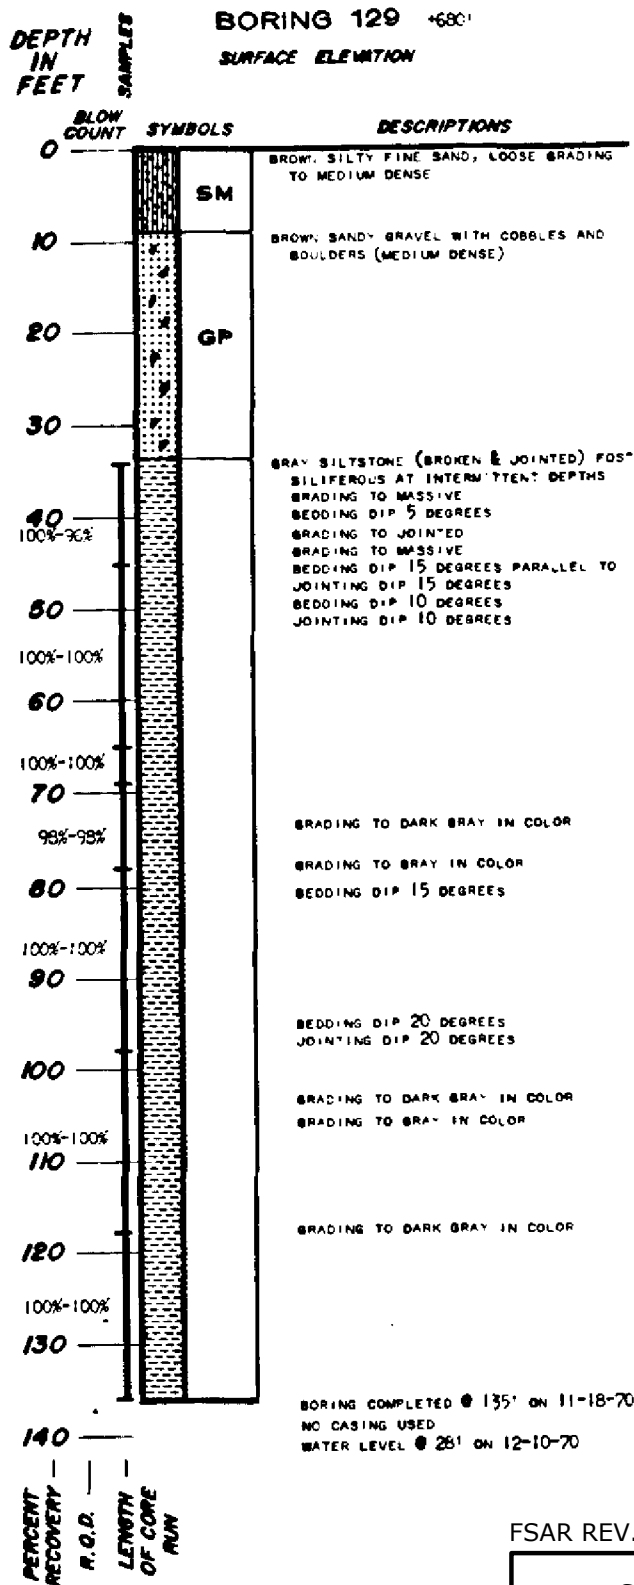 BORING 129 +680'
SURFACE ELEVATION
DEPTH IN FEET
SAMPLES
BLOW COUNT
SYMBOLS
DESCRIPTIONS
0
BROWN SILTY FINE SAND, LOOSE GRADING
TO MEDIUM DENSE
SM
10
BROWN SANDY GRAVEL WITH COBBLES AND
BOULDERS (MEDIUM DENSE)
20
GP
30
GRAY SILTSTONE (BROKEN & JOINTED) FOS-
SILIFEROUS AT INTERMITTENT DEPTHS
GRADING TO MASSIVE
40
BEDDING DIP 5 DEGREES
100%-96%
GRADING TO JOINTED
GRADING TO MASSIVE
BEDDING DIP 15 DEGREES PARALLEL TO
JOINTING DIP 15 DEGREES
50
BEDDING DIP 10 DEGREES
JOINTING DIP 10 DEGREES
100%-100%
60
100%-100%
70
GRADING TO DARK GRAY IN COLOR
98%-98%
GRADING TO GRAY IN COLOR
80
BEDDING DIP 15 DEGREES
100%-100%
90
BEDDING DIP 20 DEGREES
JOINTING DIP 20 DEGREES
100
GRADING TO DARK GRAY IN COLOR
GRADING TO GRAY IN COLOR
100%-100%
110
GRADING TO DARK GRAY IN COLOR
120
100%-100%
130
BORING COMPLETED @ 135' ON 11-18-70
NO CASING USED
140
WATER LEVEL @ 28' ON 12-10-70
PERCENT RECOVERY
R.Q.D.
LENGTH OF CORE RUN
FSAR REV.